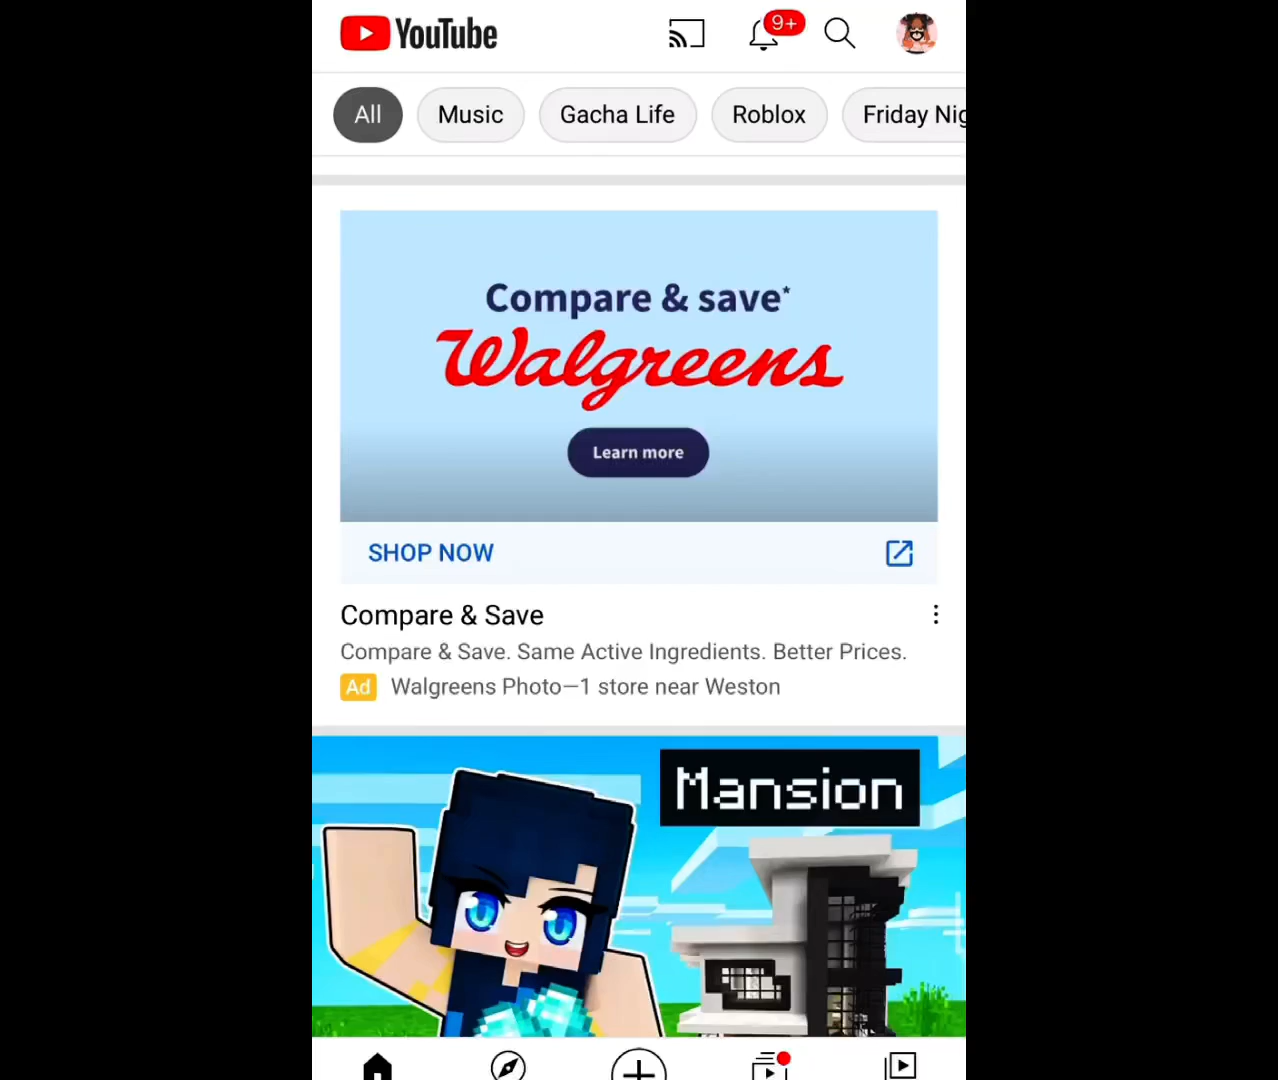 YouTube
9+
All
Music
Gacha Life
Roblox
Friday Nig
Compare & save*
Walgreens
Learn more
SHOP NOW
Compare & Save
Compare & Save. Same Active Ingredients. Better Prices.
Ad Walgreens Photo—1 store near Weston
Mansion